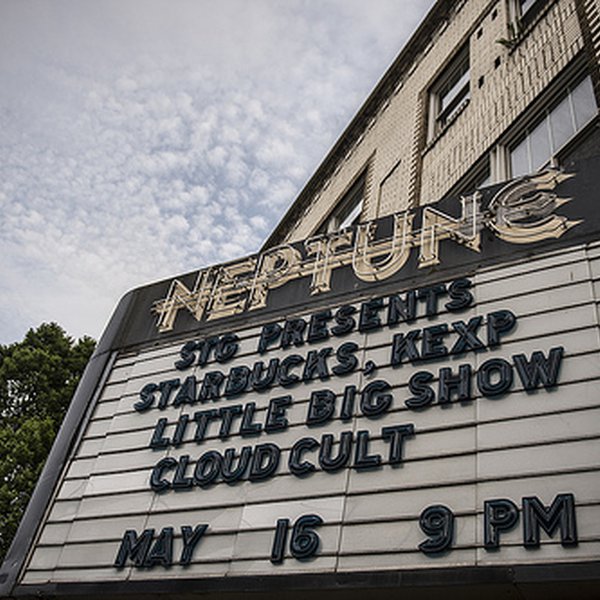 NEPTUNE
STG PRESENTS
STARBUCKS, KEXP
LITTLE BIG SHOW
CLOUD CULT
MAY 16 9 PM